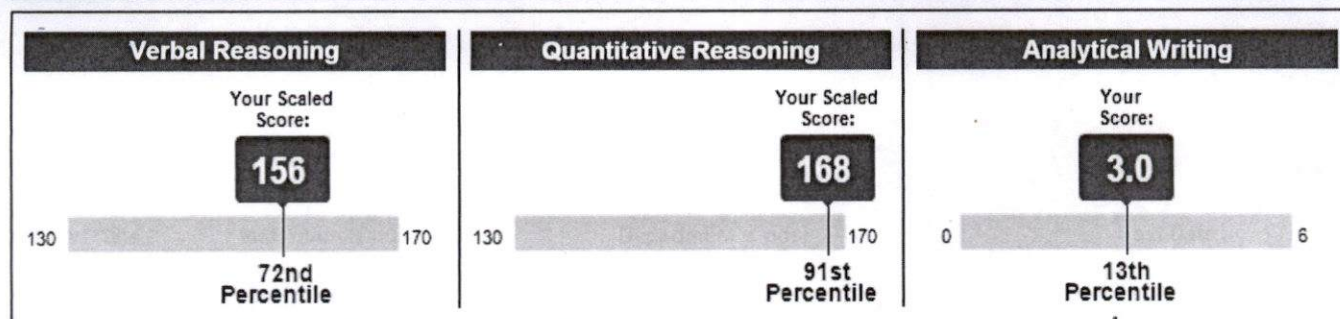 Verbal Reasoning
Your Scaled
Score:
156
130
170
72nd
Percentile
Quantitative Reasoning
Your Scaled
Score:
168
130
170
91st
Percentile
Analytical Writing
Your
Score:
3.0
0
6
13th
Percentile